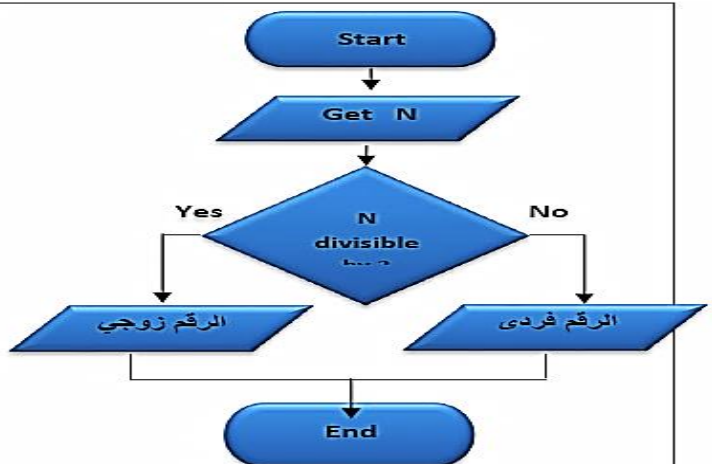 Start
Get N
Yes
No
N
divisible
الرقم زوجي
الرقم فردى
End